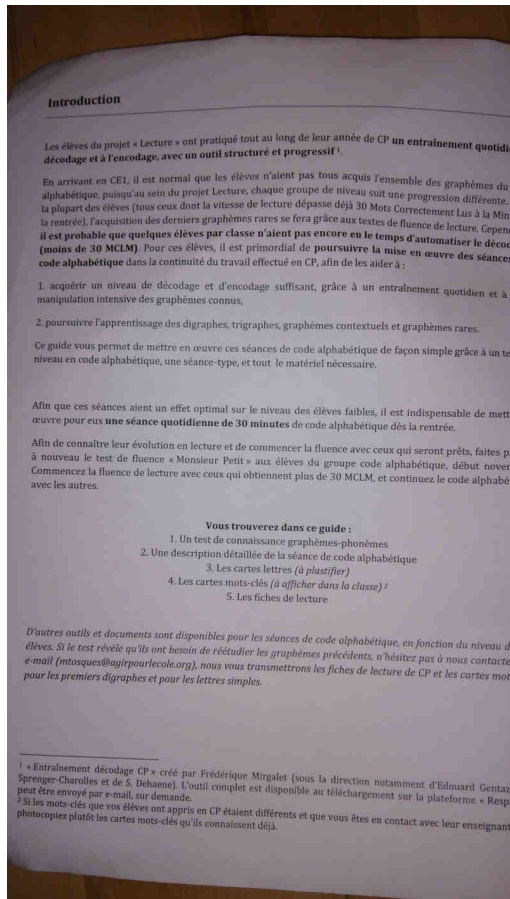 Introduction
Les élèves du projet « Lecture » ont pratiqué tout au long de leur année de CP un entraînement
décodage et à l'encodage, avec un outil structuré et progressif ¹.
En arrivant en CE1, il est normal que les élèves n'aient pas tous acquis l'ensemble des graphèmes du
alphabétique, puisqu'au sein du projet Lecture, chaque groupe de niveau suit une progression différente.
la plupart des élèves (tous ceux dont la vitesse de lecture dépasse déjà 30 Mots Correctement Lus à la
la rentrée), l'acquisition des derniers graphèmes rares se fera grâce aux textes de fluence de lecture.
il est probable que quelques élèves par classe n'aient pas encore eu le temps d'automatiser le
(moins de 30 MCLM). Pour ces élèves, il est primordial de poursuivre la mise en œuvre des séances
code alphabétique dans la continuité du travail effectué en CP, afin de les aider à :
1. acquérir un niveau de décodage et d'encodage suffisant, grâce à un entraînement quotidien et à
manipulation intensive des graphèmes connus,
2. poursuivre l'apprentissage des digraphes, trigraphes, graphèmes contextuels et graphèmes rares.
Ce guide vous permet de mettre en œuvre ces séances de code alphabétique de façon simple grâce à un
niveau en code alphabétique, une séance-type, et tout le matériel nécessaire.
Afin que ces séances aient un effet optimal sur le niveau des élèves faibles, il est indispensable de
œuvre pour eux une séance quotidienne de 30 minutes de code alphabétique dès la rentrée.
Afin de connaître leur évolution en lecture et de commencer la fluence avec ceux qui seront prêts, faites
à nouveau le test de fluence « Monsieur Petit » aux élèves du groupe code alphabétique, début
Commencez la fluence de lecture avec ceux qui obtiennent plus de 30 MCLM, et continuez le code
avec les autres.
Vous trouverez dans ce guide :
1. Un test de connaissance graphèmes-phonèmes
2. Une description détaillée de la séance de code alphabétique
3. Les cartes lettres (à plastifier)
4. Les cartes mots-clés (à afficher dans la classe) ²
5. Les fiches de lecture
D'autres outils et documents sont disponibles pour les séances de code alphabétique, en fonction du niveau
élèves. Si le test révèle qu'ils ont besoin de réétudier les graphèmes précédents, n'hésitez pas à nous
e-mail (mtosques@agirpourlecole.org), nous vous transmettrons les fiches de lecture de CP et les cartes
pour les premiers digraphes et pour les lettres simples.
¹ « Entraînement décodage CP » créé par Frédérique Mirgalet (sous la direction notamment d'Edouard
Sprenger-Charolles et de S. Dehaene). L'outil complet est disponible au téléchargement sur la plateforme «
peut être envoyé par e-mail, sur demande.
² Si les mots-clés que vos élèves ont appris en CP étaient différents et que vous êtes en contact avec leur
photocopiez plutôt les cartes mots-clés qu'ils connaissent déjà.